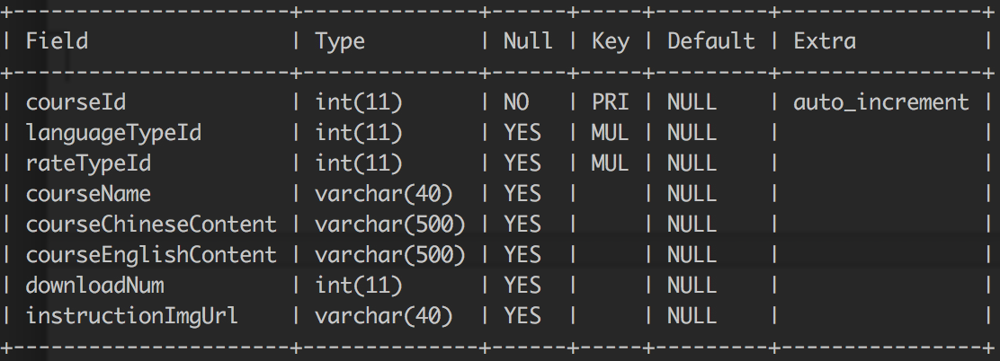 +----------------------+--------------+------+-----+---------+----------------+
| Field                | Type         | Null | Key | Default | Extra          |
+----------------------+--------------+------+-----+---------+----------------+
| courseId             | int(11)      | NO   | PRI | NULL    | auto_increment |
| languageTypeId       | int(11)      | YES  | MUL | NULL    |                |
| rateTypeId           | int(11)      | YES  | MUL | NULL    |                |
| courseName           | varchar(40)  | YES  |     | NULL    |                |
| courseChineseContent | varchar(500) | YES  |     | NULL    |                |
| courseEnglishContent | varchar(500) | YES  |     | NULL    |                |
| downloadNum          | int(11)      | YES  |     | NULL    |                |
| instructionImgUrl    | varchar(40)  | YES  |     | NULL    |                |
+----------------------+--------------+------+-----+---------+----------------+